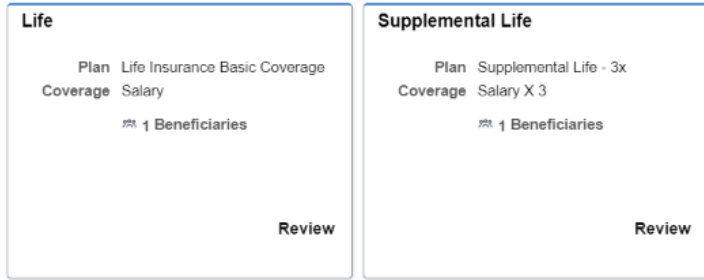 Life
Plan Life Insurance Basic Coverage
Coverage Salary
1 Beneficiaries
Review
Supplemental Life
Plan Supplemental Life - 3x
Coverage Salary X 3
1 Beneficiaries
Review